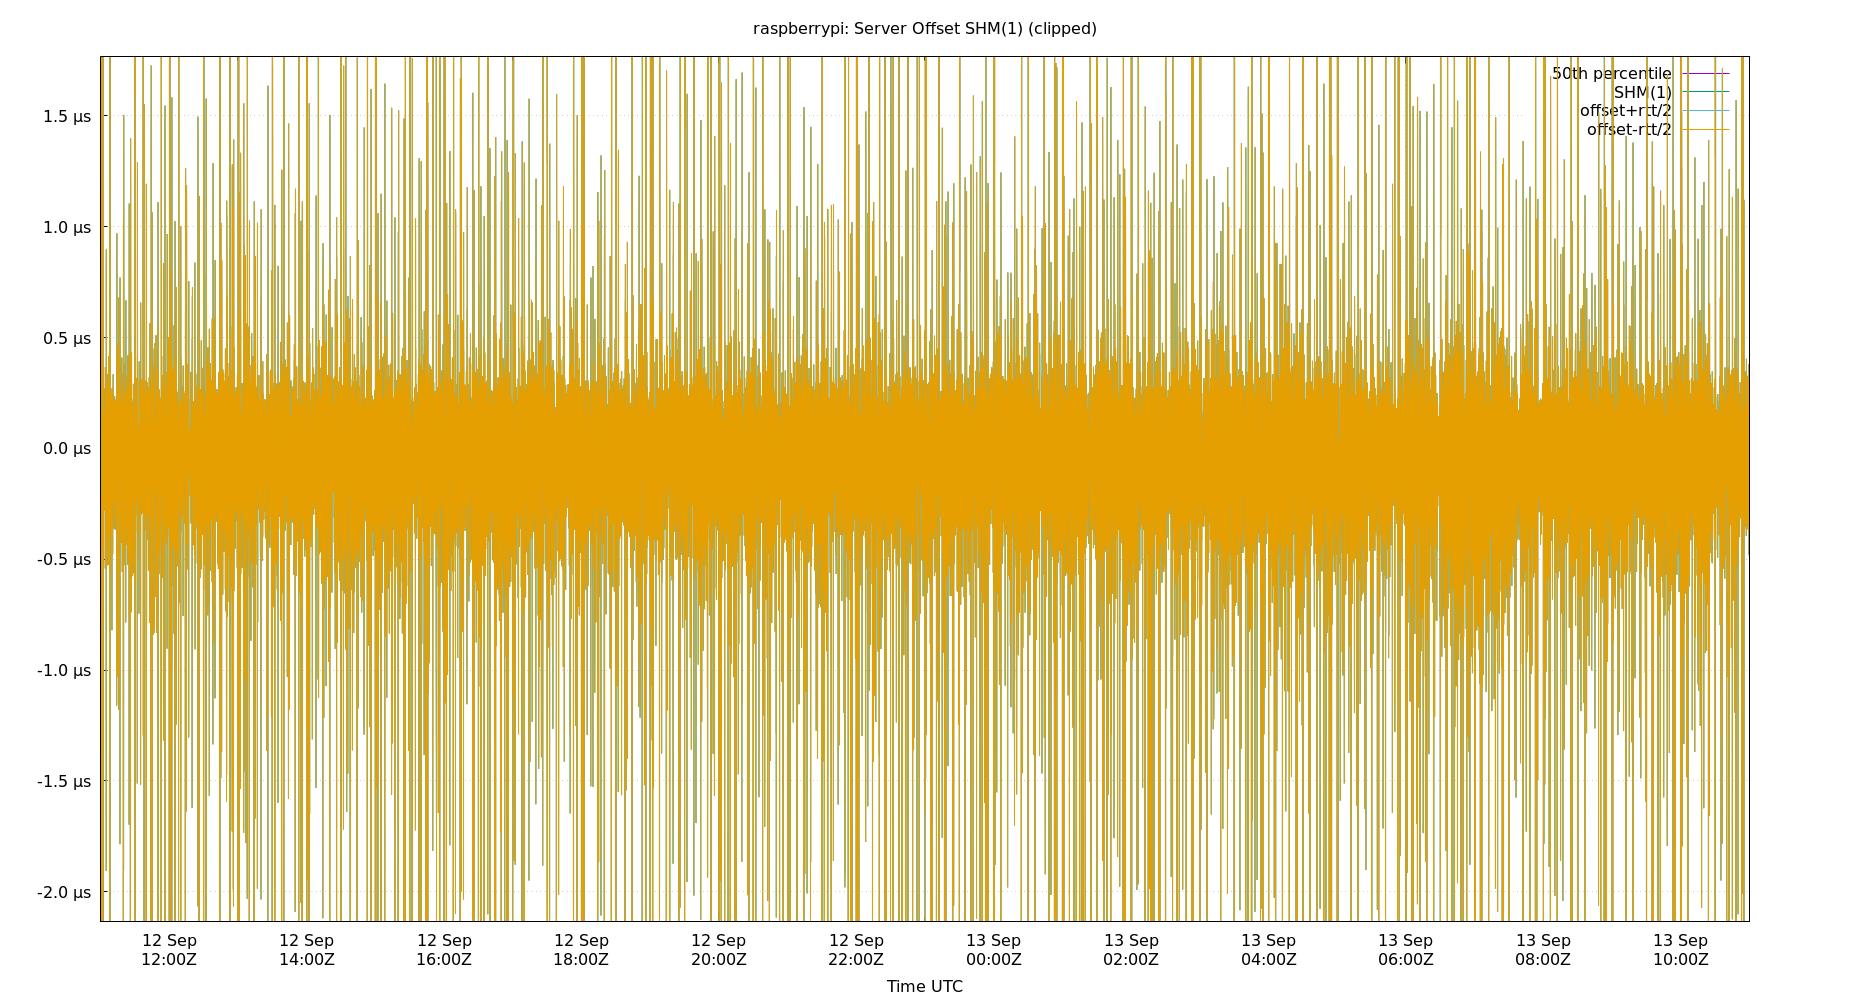 raspberrypi: Server Offset SHM(1) (clipped)
50th percentile
SHM(1)
offset+rtt/2
offset-rtt/2
1.5 µs
1.0 µs
0.5 µs
0.0 µs
-0.5 µs
-1.0 µs
-1.5 µs
-2.0 µs
12 Sep 12 Sep 12 Sep 12 Sep 12 Sep 12 Sep 13 Sep 13 Sep 13 Sep 13 Sep 13 Sep 13 Sep
12:00Z 14:00Z 16:00Z 18:00Z 20:00Z 22:00Z 00:00Z 02:00Z 04:00Z 06:00Z 08:00Z 10:00Z
Time UTC